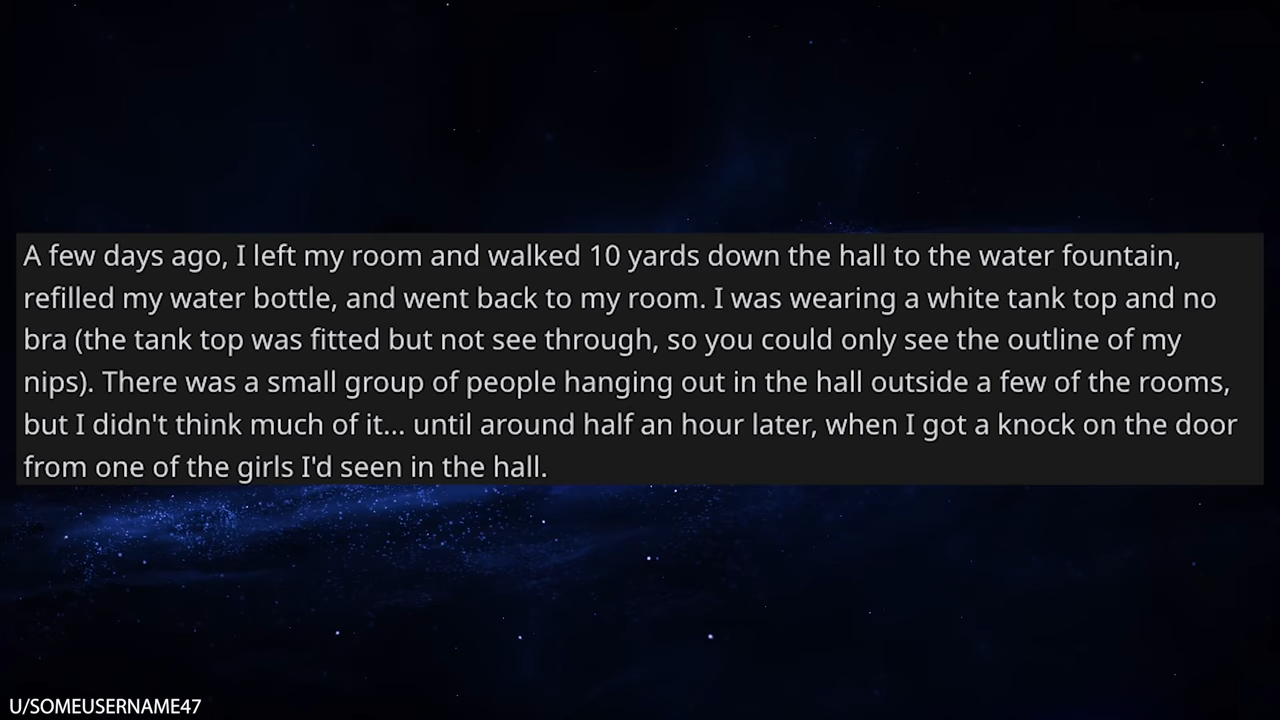 A few days ago, I left my room and walked 10 yards down the hall to the water fountain,
refilled my water bottle, and went back to my room. I was wearing a white tank top and no
bra (the tank top was fitted but not see through, so you could only see the outline of my
nips). There was a small group of people hanging out in the hall outside a few of the rooms,
but I didn't think much of it... until around half an hour later, when I got a knock on the door
from one of the girls I'd seen in the hall.
U/SOMEUSERNAME47